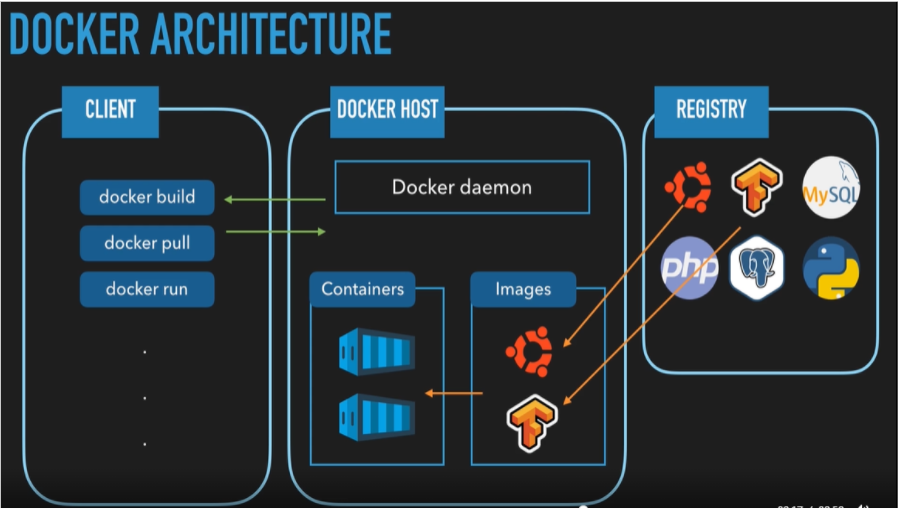 DOCKER ARCHITECTURE
CLIENT
DOCKER HOST
REGISTRY
docker build
docker pull
docker run
.
.
.
Docker daemon
Containers
Images
MySQL
php